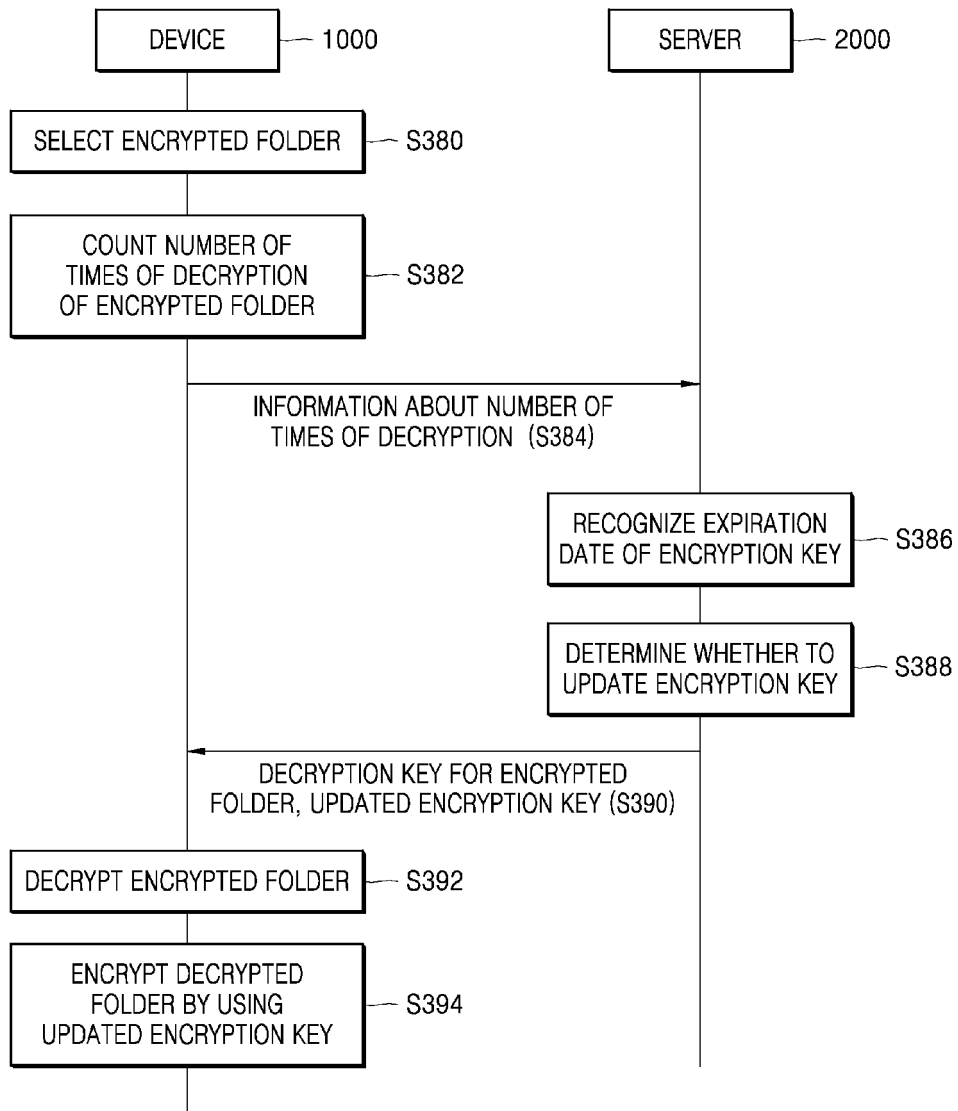 DEVICE
1000
SERVER
2000
SELECT ENCRYPTED FOLDER
S380
COUNT NUMBER OF
TIMES OF DECRYPTION
OF ENCRYPTED FOLDER
S382
INFORMATION ABOUT NUMBER OF
TIMES OF DECRYPTION (S384)
RECOGNIZE EXPIRATION
DATE OF ENCRYPTION KEY
S386
DETERMINE WHETHER TO
UPDATE ENCRYPTION KEY
S388
DECRYPTION KEY FOR ENCRYPTED
FOLDER, UPDATED ENCRYPTION KEY (S390)
DECRYPT ENCRYPTED FOLDER
S392
ENCRYPT DECRYPTED
FOLDER BY USING
UPDATED ENCRYPTION KEY
S394